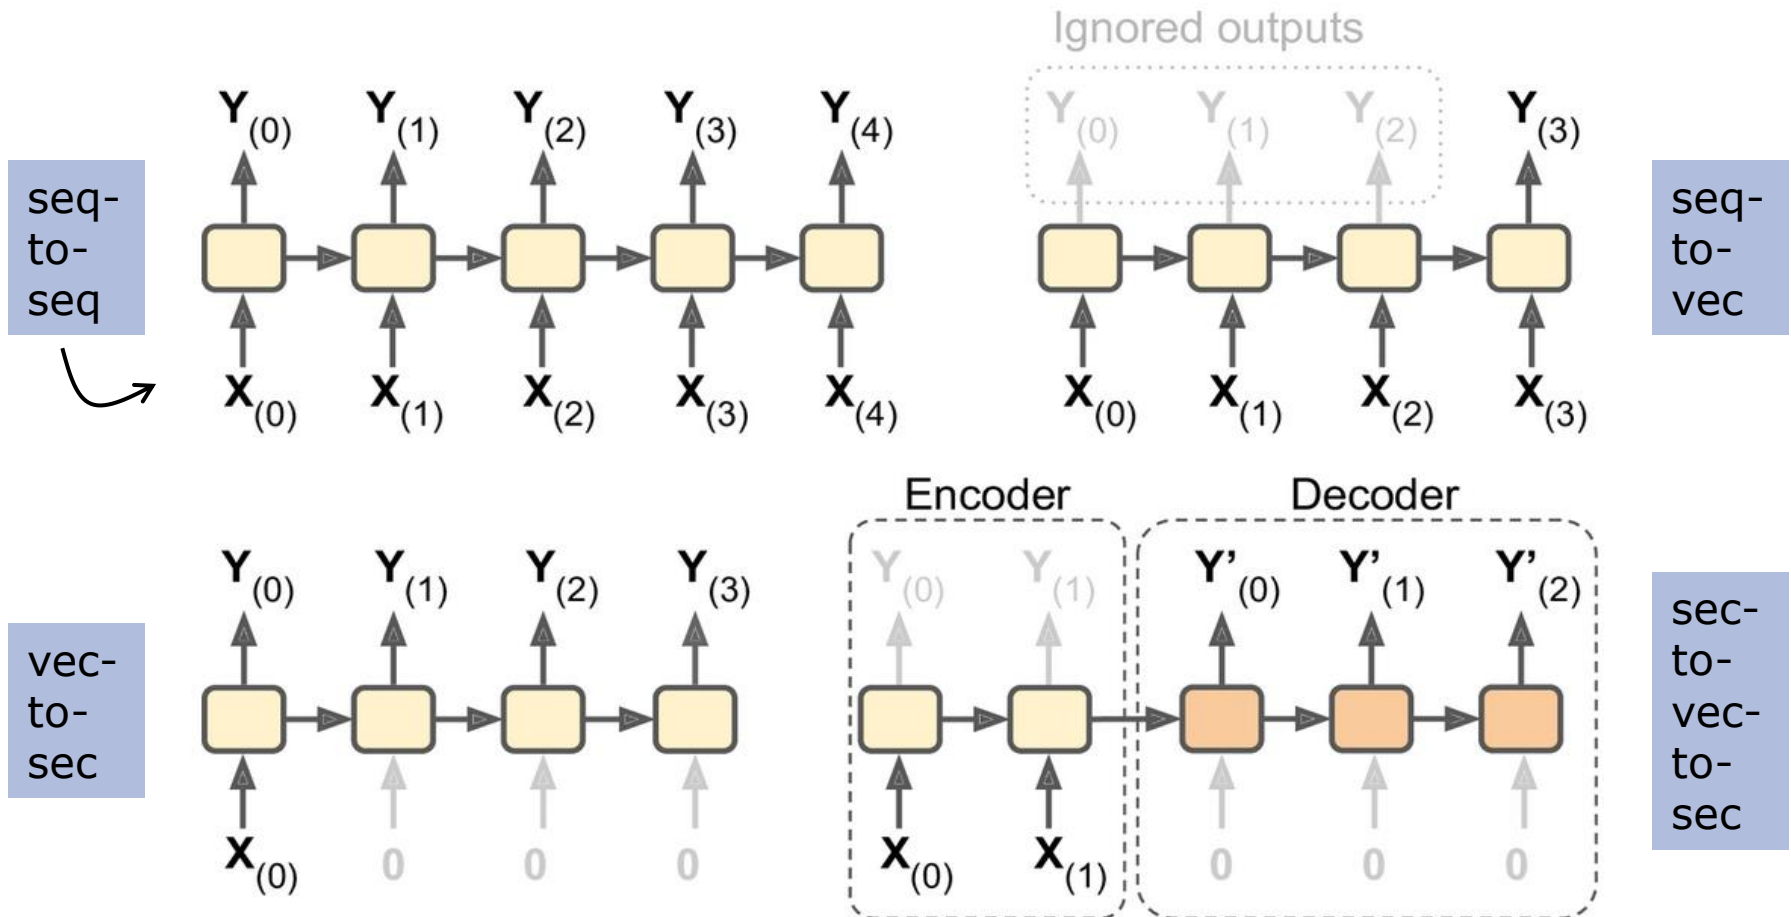 Ignored outputs
Y(0) Y(1) Y(2) Y(3) Y(4)
Y(0) Y(1) Y(2) Y(3)
seq-
to-
seq
seq-
to-
vec
X(0) X(1) X(2) X(3) X(4)
X(0) X(1) X(2) X(3)
Encoder
Decoder
Y(0) Y(1) Y(2) Y(3)
Y(0) Y(1) Y’(0) Y’(1) Y’(2)
vec-
to-
sec
sec-
to-
vec-
to-
sec
X(0) 0 0 0
X(0) X(1) 0 0 0